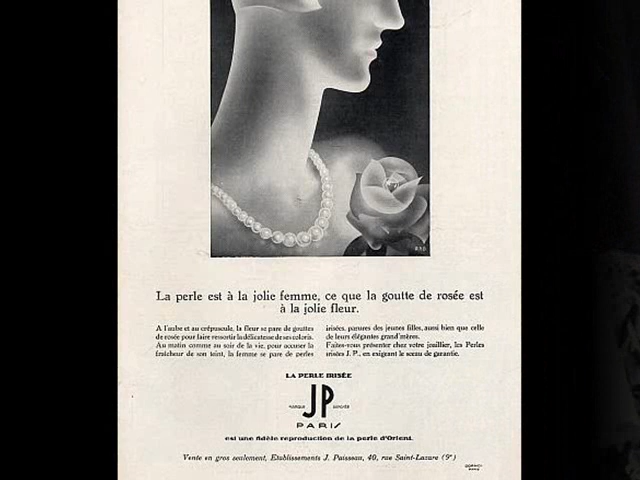 La perle est à la jolie femme, ce que la goutte de rosée est
à la jolie fleur.
A l'aube et au crépuscule, la fleur se pare de gouttes
de rosée pour faire ressortir la délicatesse de ses coloris.
Au matin comme au soir de la vie, pour accuser la
fraîcheur de son teint, la femme se pare de perles
irisées, parures des jeunes filles, aussi bien que celle
de leurs élégantes grand'mères.
Faites-vous présenter chez votre joaillier, les Perles
irisées J. P., en exigeant le sceau de garantie.
LA PERLE IRISÉE
JP
PARIS
est une fidèle reproduction de la perle d'Orient.
Vente en gros seulement, Etablissements J. Paisseau, 40, rue Saint-Lazare (9e)